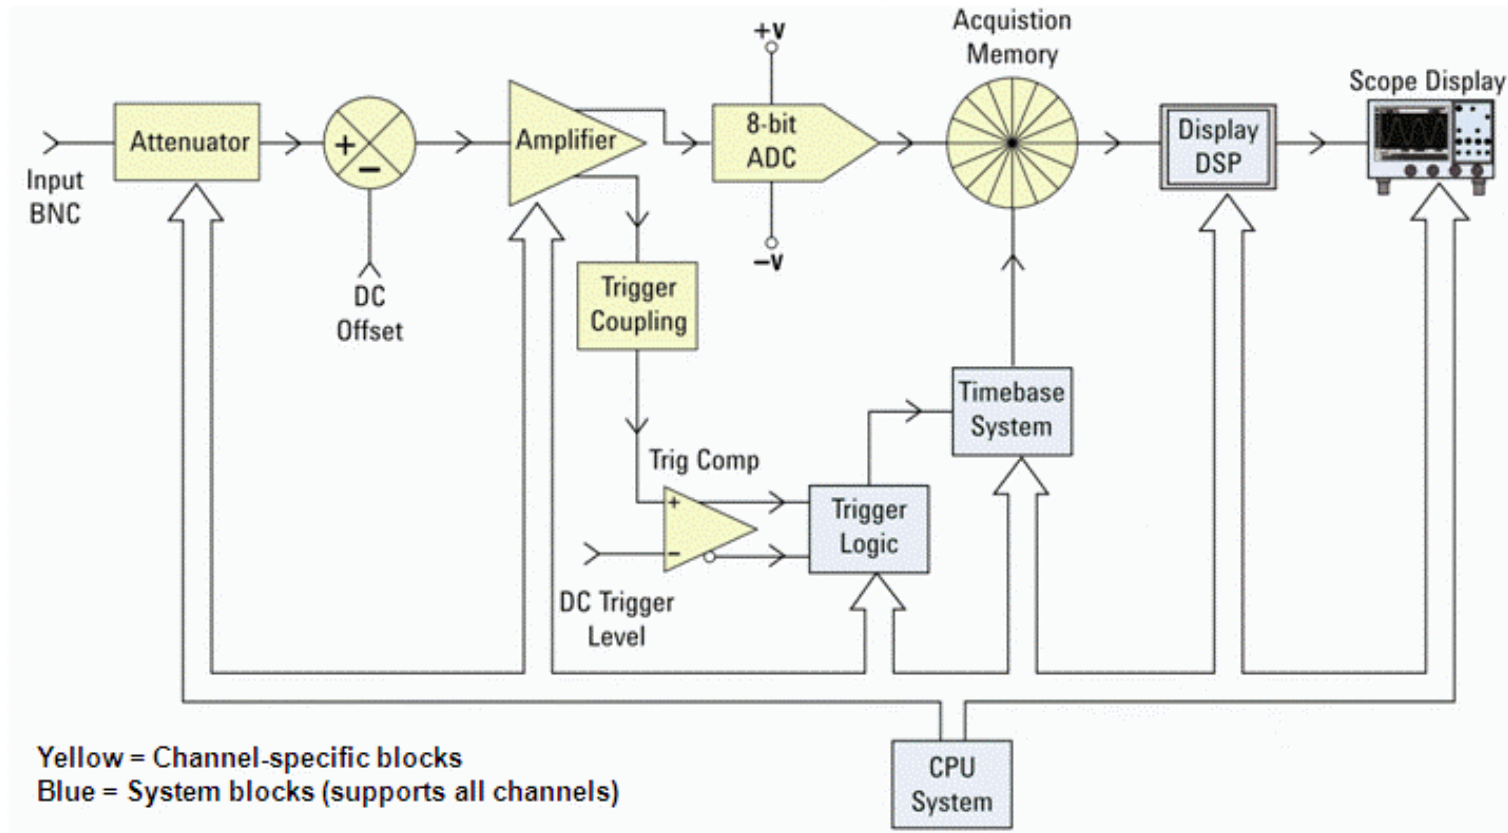 Acquistion
Memory
+v
Scope Display
Attenuator
+
−
Amplifier
8-bit
ADC
Display
DSP
Input
BNC
−v
DC
Offset
Trigger
Coupling
Timebase
System
Trig Comp
+
−
Trigger
Logic
DC Trigger
Level
CPU
System
Yellow = Channel-specific blocks
Blue = System blocks (supports all channels)